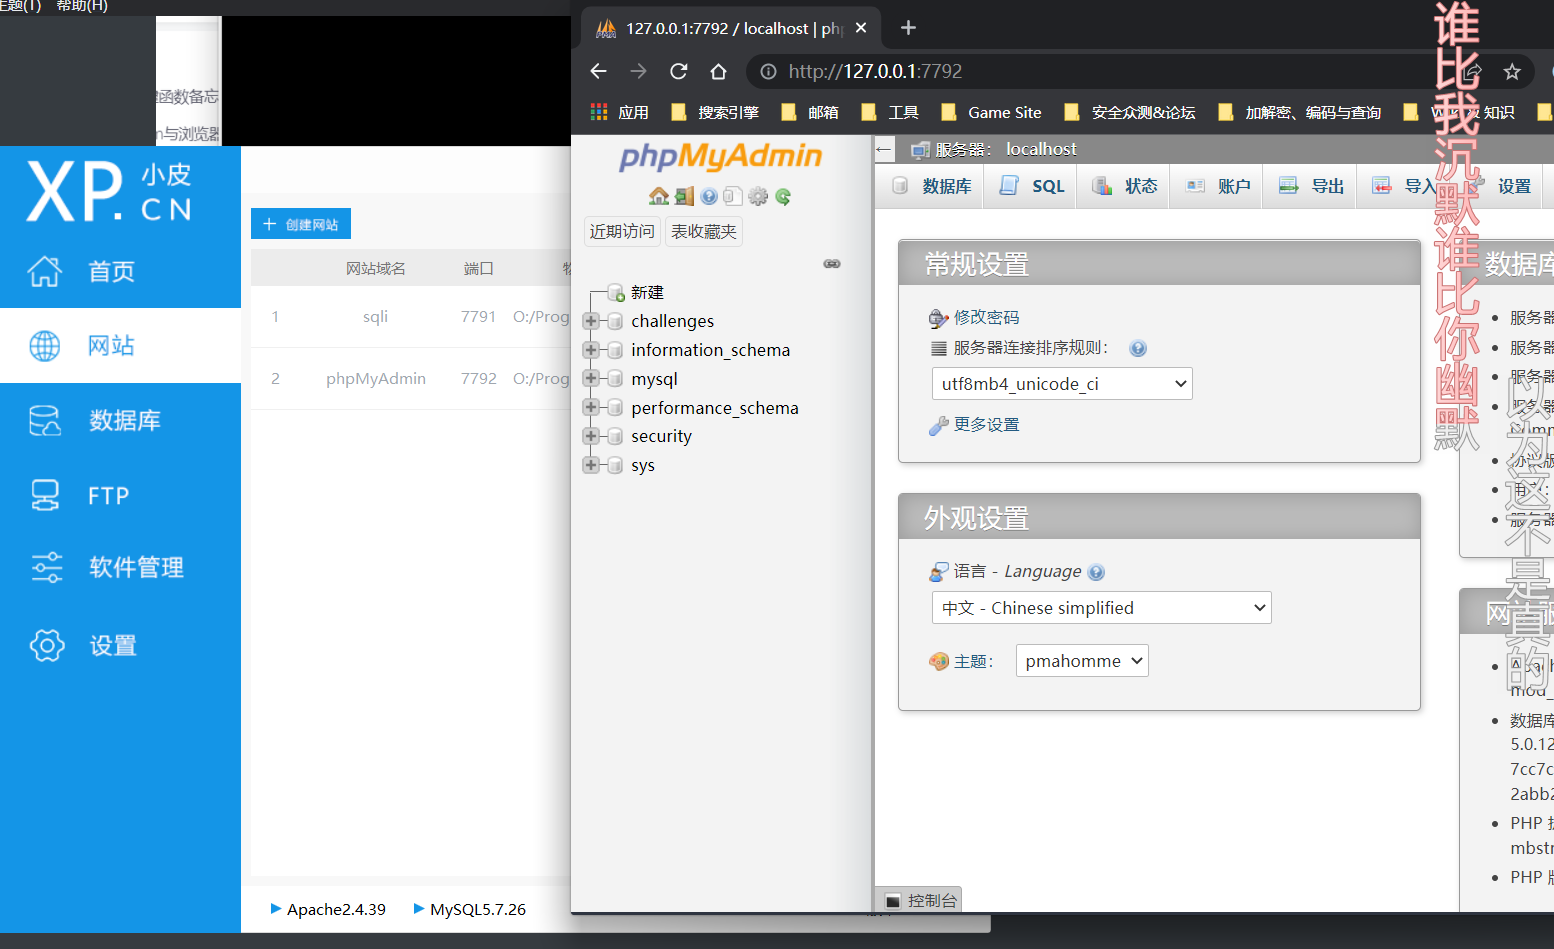 主题(T) 帮助(H)
函数备忘
与浏览器
XP. 小皮 CN
首页
网站
数据库
FTP
软件管理
设置
创建网站
网站域名 端口
1 sqli 7791 O:/Prog
2 phpMyAdmin 7792 O:/Prog
Apache2.4.39 MySQL5.7.26
127.0.0.1:7792 / localhost | php
http://127.0.0.1:7792
应用 搜索引擎 邮箱 工具 Game Site 安全众测&论坛 加解密、编码与查询 知识
phpMyAdmin
近期访问 表收藏夹
新建
challenges
information_schema
mysql
performance_schema
security
sys
服务器: localhost
数据库 SQL 状态 账户 导出 导入 设置
常规设置
修改密码
服务器连接排序规则:
utf8mb4_unicode_ci
更多设置
外观设置
语言 - Language
中文 - Chinese simplified
主题: pmahomme
控制台
数据库
服务器
服务器
服务器
服务器
协议版
用户:
服务器
mod_
数据库
5.0.12
7cc7c
2abb2
PHP
mbstr
PHP 版
谁比我沉默谁比你幽默
以为这不是真的